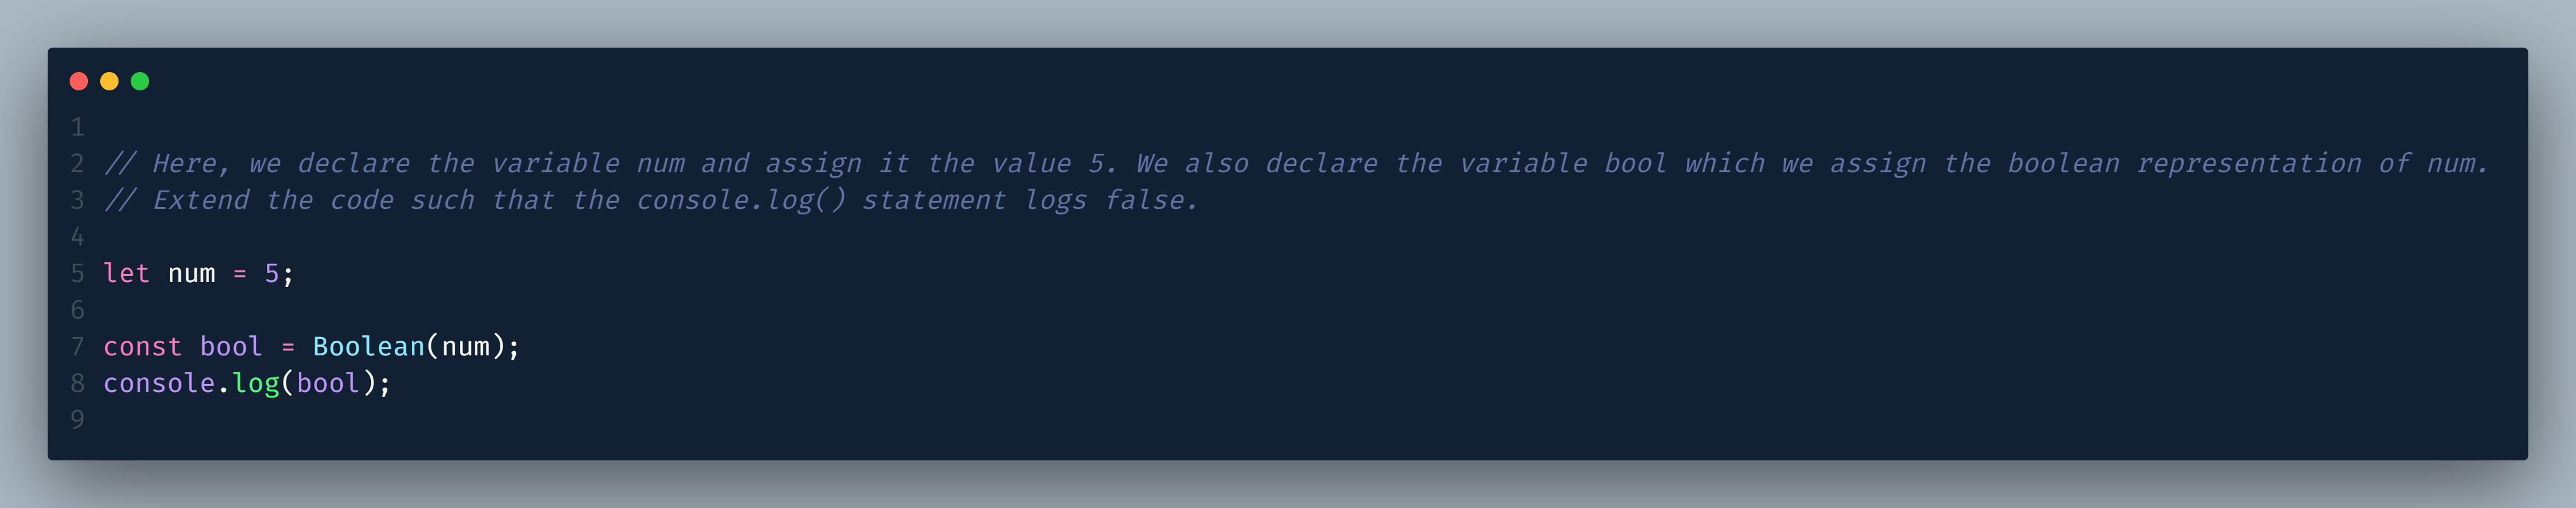 1
2 // Here, we declare the variable num and assign it the value 5. We also declare the variable bool which we assign the boolean representation of num.
3 // Extend the code such that the console.log() statement logs false.
4
5 let num = 5;
6
7 const bool = Boolean(num);
8 console.log(bool);
9